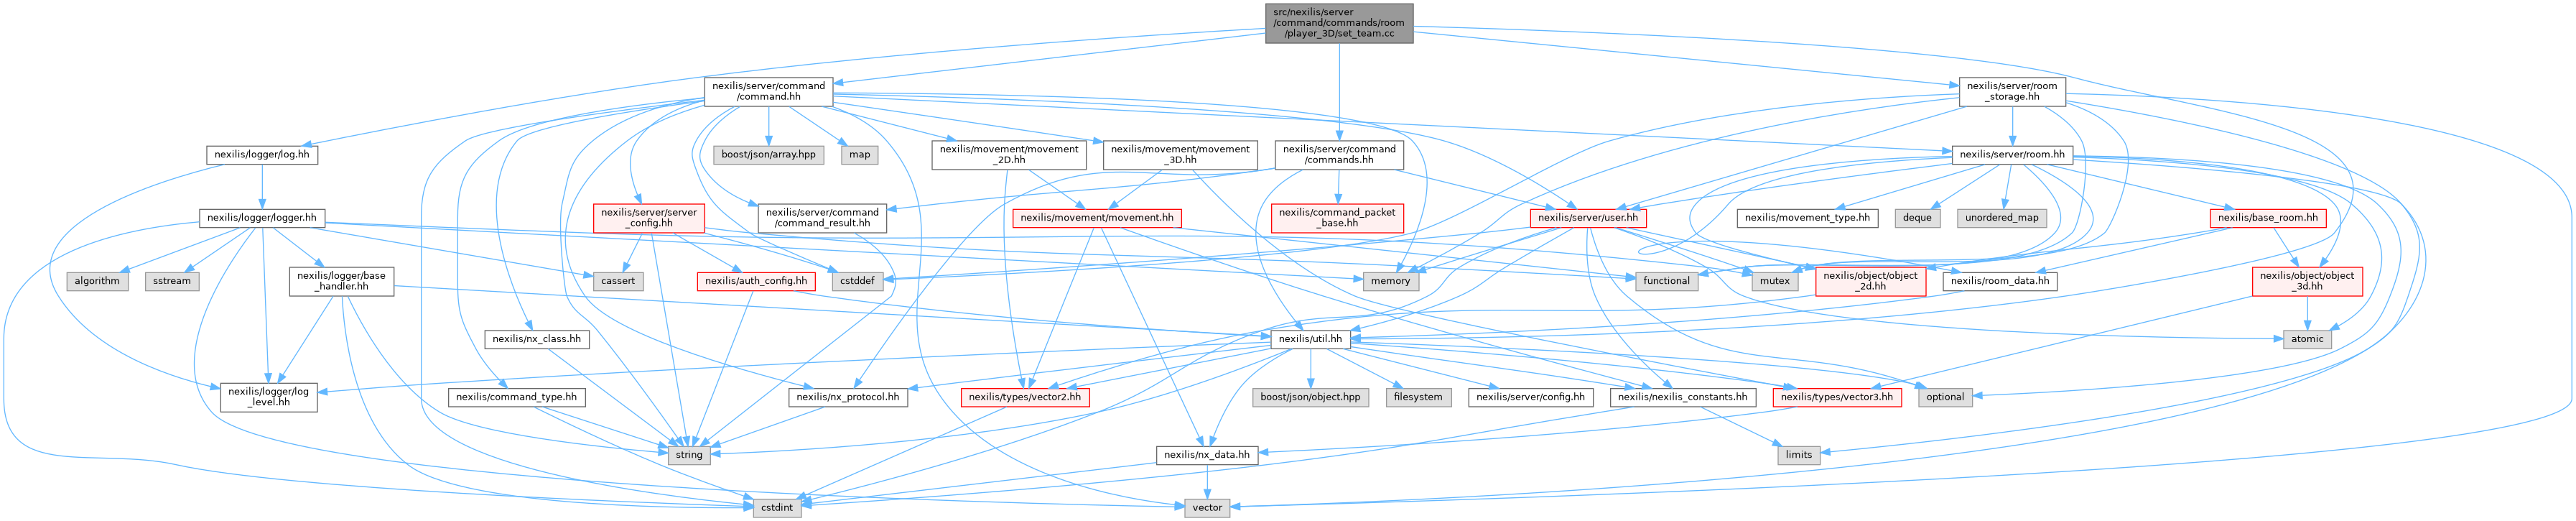 src/nexilis/server
/command/commands/room
/player_3D/set_team.cc
nexilis/server/command
/command.hh
nexilis/server/room
_storage.hh
nexilis/logger/log.hh
boost/json/array.hpp
map
nexilis/movement/movement
_2D.hh
nexilis/movement/movement
_3D.hh
nexilis/server/command
/commands.hh
nexilis/server/room.hh
nexilis/logger/logger.hh
nexilis/server/server
_config.hh
nexilis/server/command
/command_result.hh
nexilis/movement/movement.hh
nexilis/command_packet
_base.hh
nexilis/server/user.hh
nexilis/movement_type.hh
deque
unordered_map
nexilis/base_room.hh
algorithm
sstream
nexilis/logger/base
_handler.hh
cassert
memory
nexilis/auth_config.hh
cstddef
functional
mutex
nexilis/object/object
_2d.hh
nexilis/room_data.hh
nexilis/object/object
_3d.hh
nexilis/nx_class.hh
nexilis/util.hh
atomic
nexilis/logger/log
_level.hh
nexilis/command_type.hh
nexilis/nx_protocol.hh
nexilis/types/vector2.hh
boost/json/object.hpp
filesystem
nexilis/server/config.hh
nexilis/nexilis_constants.hh
nexilis/types/vector3.hh
optional
string
nexilis/nx_data.hh
limits
cstdint
vector